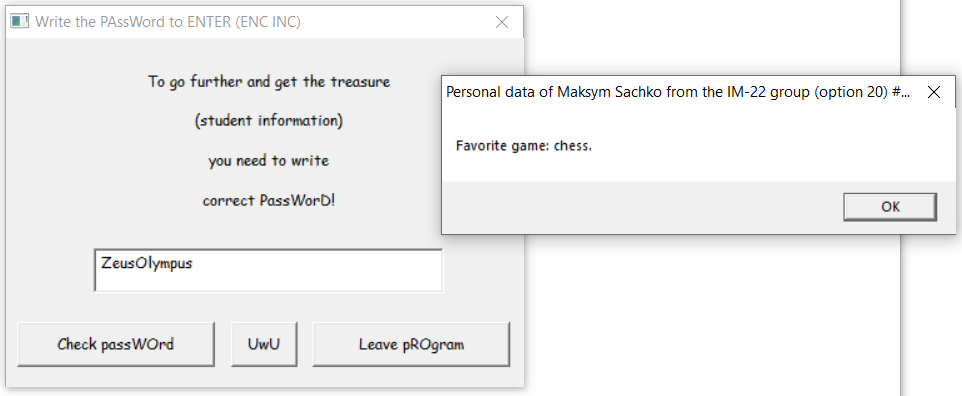 Write the PAssWord to ENTER (ENC INC)
To go further and get the treasure
(student information)
you need to write
correct PassWorD!
ZeusOlympus
Check passWOrd
UwU
Leave pROgram
Personal data of Maksym Sachko from the IM-22 group (option 20) #...
Favorite game: chess.
OK